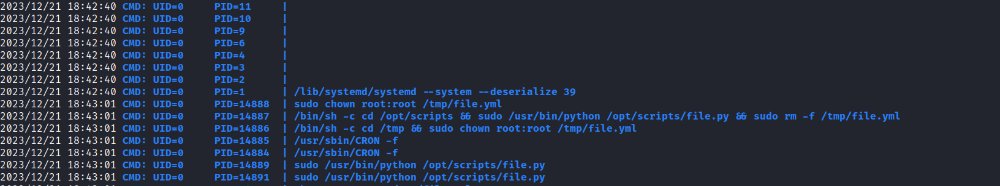 2023/12/21 18:42:40 CMD: UID=0     PID=11     |
2023/12/21 18:42:40 CMD: UID=0     PID=10     |
2023/12/21 18:42:40 CMD: UID=0     PID=9      |
2023/12/21 18:42:40 CMD: UID=0     PID=6      |
2023/12/21 18:42:40 CMD: UID=0     PID=4      |
2023/12/21 18:42:40 CMD: UID=0     PID=3      |
2023/12/21 18:42:40 CMD: UID=0     PID=2      |
2023/12/21 18:42:40 CMD: UID=0     PID=1      | /lib/systemd/systemd --system --deserialize 39
2023/12/21 18:43:01 CMD: UID=0     PID=14888  | sudo chown root:root /tmp/file.yml
2023/12/21 18:43:01 CMD: UID=0     PID=14887  | /bin/sh -c cd /opt/scripts && sudo /usr/bin/python /opt/scripts/file.py && sudo rm -f /tmp/file.yml
2023/12/21 18:43:01 CMD: UID=0     PID=14886  | /bin/sh -c cd /tmp && sudo chown root:root /tmp/file.yml
2023/12/21 18:43:01 CMD: UID=0     PID=14885  | /usr/sbin/CRON -f
2023/12/21 18:43:01 CMD: UID=0     PID=14884  | /usr/sbin/CRON -f
2023/12/21 18:43:01 CMD: UID=0     PID=14889  | sudo /usr/bin/python /opt/scripts/file.py
2023/12/21 18:43:01 CMD: UID=0     PID=14891  | sudo /usr/bin/python /opt/scripts/file.py